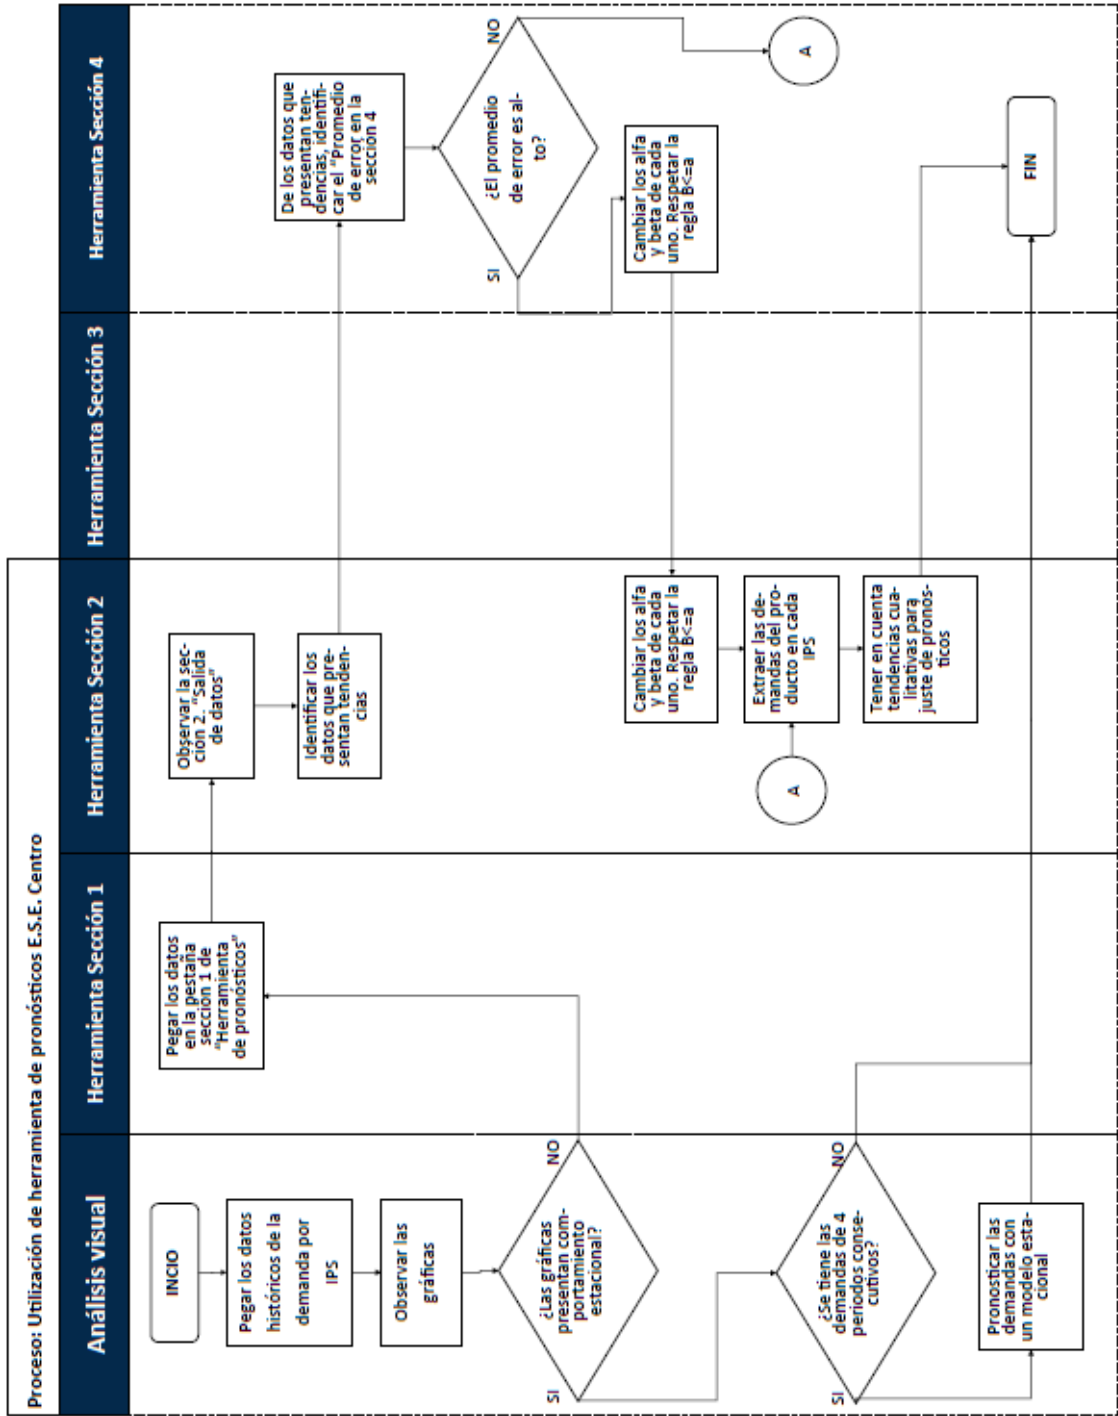 Proceso: Utilización de herramienta de pronósticos E.S.E. Centro
Análisis visual
Herramienta Sección 1
Herramienta Sección 2
Herramienta Sección 3
Herramienta Sección 4
INCIO
Pegar los datos
históricos de la
demanda por
IPS
Observar las
gráficas
¿Las gráficas
presentan com-
portamiento
estacional?
SI
NO
¿Se tiene las
demandas de 4
periodos conse-
cutivos?
SI
NO
Pronosticar las
demandas con
un modelo esta-
cional
Pegar los datos
en la pestaña
sección 1 de
"Herramienta
de pronósticos"
Observar la sec-
ción 2. "Salida
de datos"
Identificar los
datos que pre-
sentan tenden-
cias
Cambiar los alfa
y beta de cada
uno. Respetar la
regla B<=a
Extraer las de-
mandas del pro-
ducto en cada
IPS
A
Tener en cuenta
tendencias cua-
litativas para
juste de pronos-
ticos
De los datos que
presentan ten-
dencias, identifi-
car el "Promedio
de error en la
sección 4
¿El promedio
de error es al-
to?
SI
NO
Cambiar los alfa
y beta de cada
uno. Respetar la
regla B<=a
A
FIN